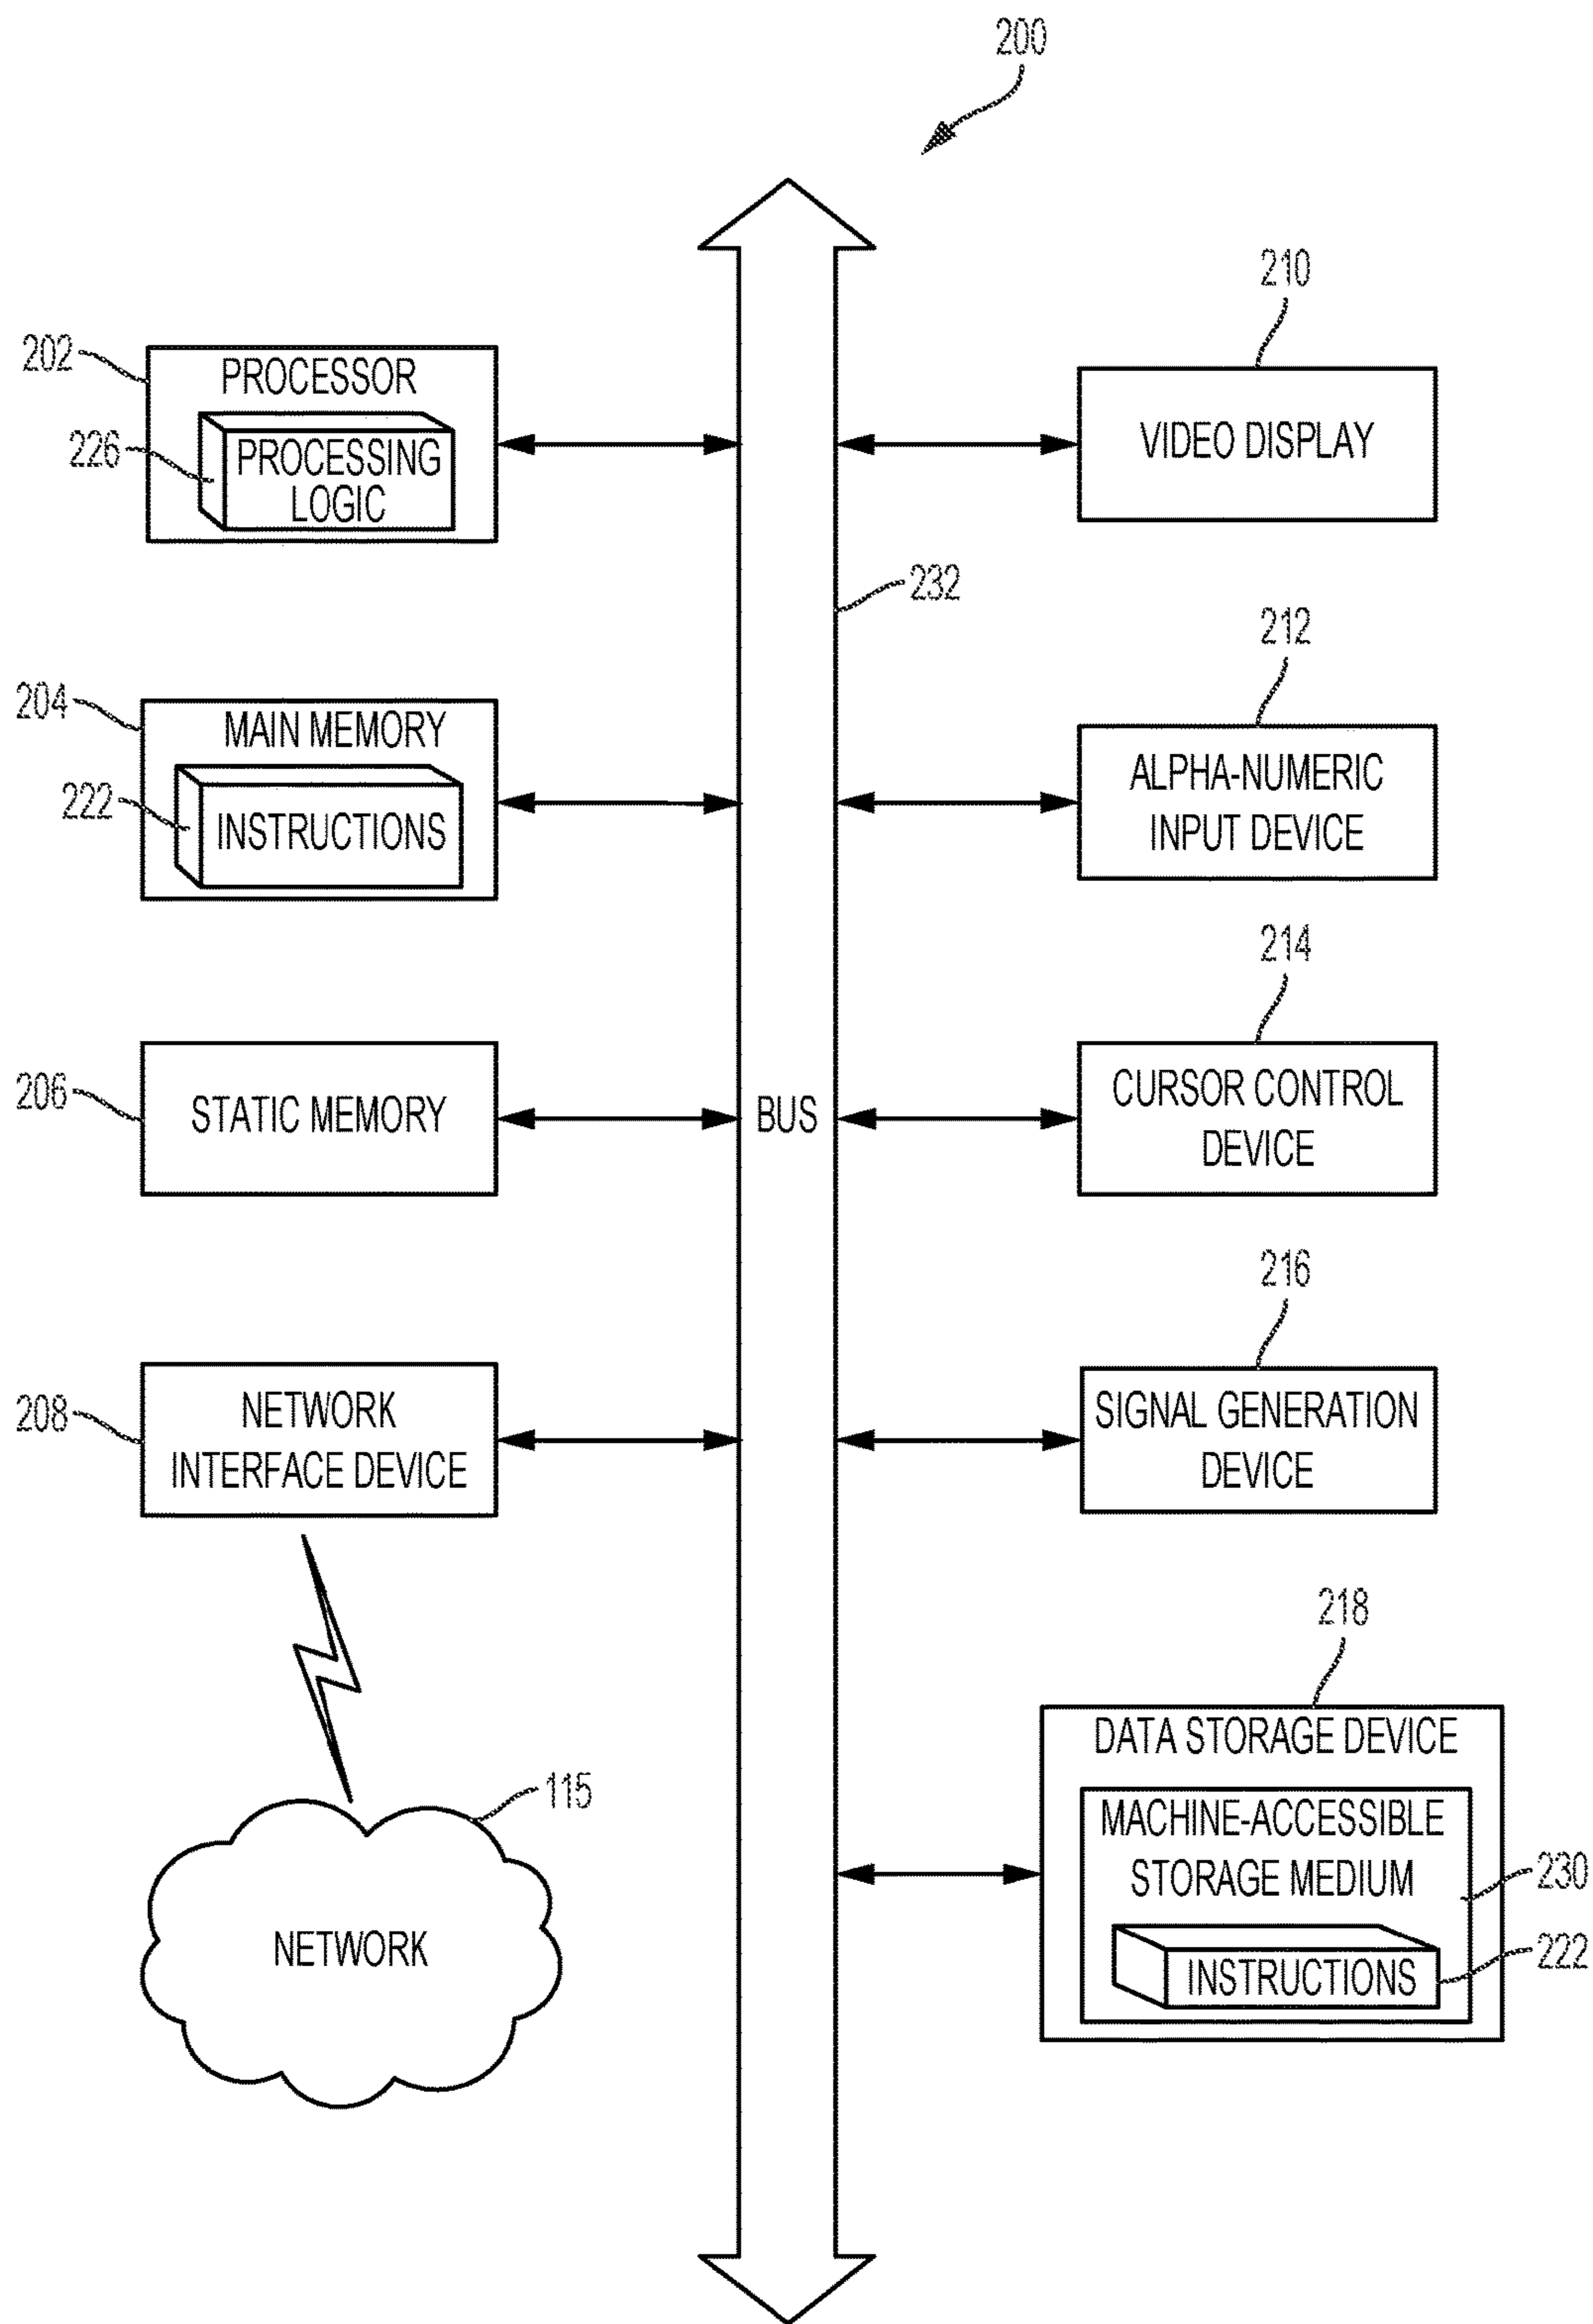 200
202
PROCESSOR
226
PROCESSING
LOGIC
204
MAIN MEMORY
222
INSTRUCTIONS
206
STATIC MEMORY
208
NETWORK
INTERFACE DEVICE
115
NETWORK
BUS
232
210
VIDEO DISPLAY
212
ALPHA-NUMERIC
INPUT DEVICE
214
CURSOR CONTROL
DEVICE
216
SIGNAL GENERATION
DEVICE
218
DATA STORAGE DEVICE
MACHINE-ACCESSIBLE
STORAGE MEDIUM
230
INSTRUCTIONS
222